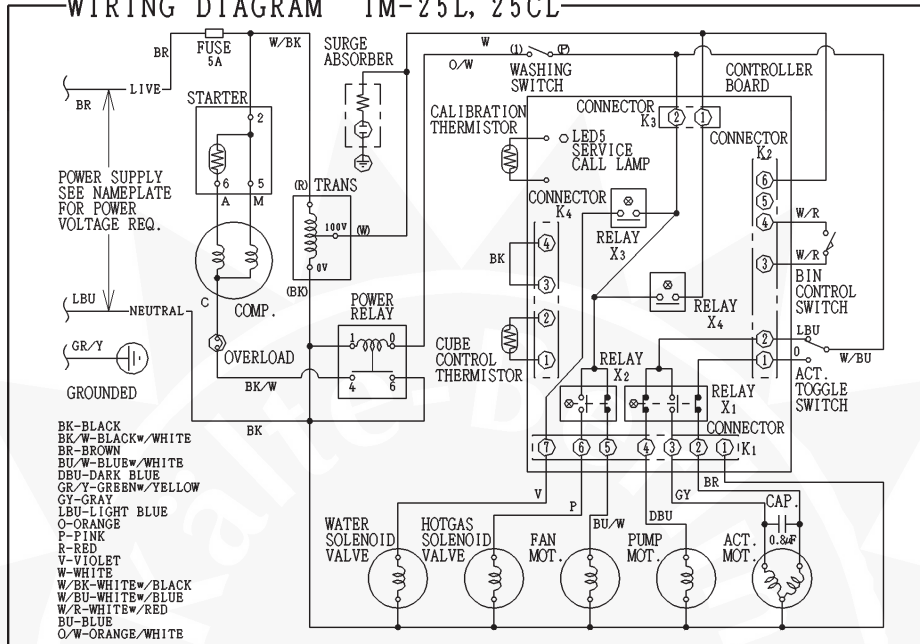 WIRING DIAGRAM IM-25L, 25CL
BR
FUSE
5A
W/BK
SURGE
ABSORBER
W
O/W
(1)
(P)
WASHING
SWITCH
CONTROLLER
BOARD
LIVE
BR
STARTER
2
6
5
A
M
POWER SUPPLY
SEE NAMEPLATE
FOR POWER
VOLTAGE REQ.
(R)
TRANS
100V
(W)
0V
(BK)
CALIBRATION
THERMISTOR
LED5
SERVICE
CALL LAMP
CONNECTOR
K3
2
1
CONNECTOR
K2
6
5
4
3
2
1
W/R
W/R
BIN
CONTROL
SWITCH
CONNECTOR
K4
4
3
2
1
BK
RELAY
X3
RELAY
X4
C
COMP.
LBU
NEUTRAL
POWER
RELAY
1
0
4
6
OVERLOAD
BK/W
GR/Y
GROUNDED
CUBE
CONTROL
THERMISTOR
LBU
O
W/BU
ACT.
TOGGLE
SWITCH
RELAY
X2
RELAY
X1
CONNECTOR
K1
7
6
5
4
3
2
1
BK
BK-BLACK
BK/W-BLACKw/WHITE
BR-BROWN
BU/W-BLUEw/WHITE
DBU-DARK BLUE
GR/Y-GREENw/YELLOW
GY-GRAY
LBU-LIGHT BLUE
O-ORANGE
P-PINK
R-RED
V-VIOLET
W-WHITE
W/BK-WHITEw/BLACK
W/BU-WHITEw/BLUE
W/R-WHITEw/RED
BU-BLUE
O/W-ORANGE/WHITE
V
P
BU/W
DBU
GY
BR
CAP.
0.8uF
WATER
SOLENOID
VALVE
HOTGAS
SOLENOID
VALVE
FAN
MOT.
PUMP
MOT.
ACT.
MOT.